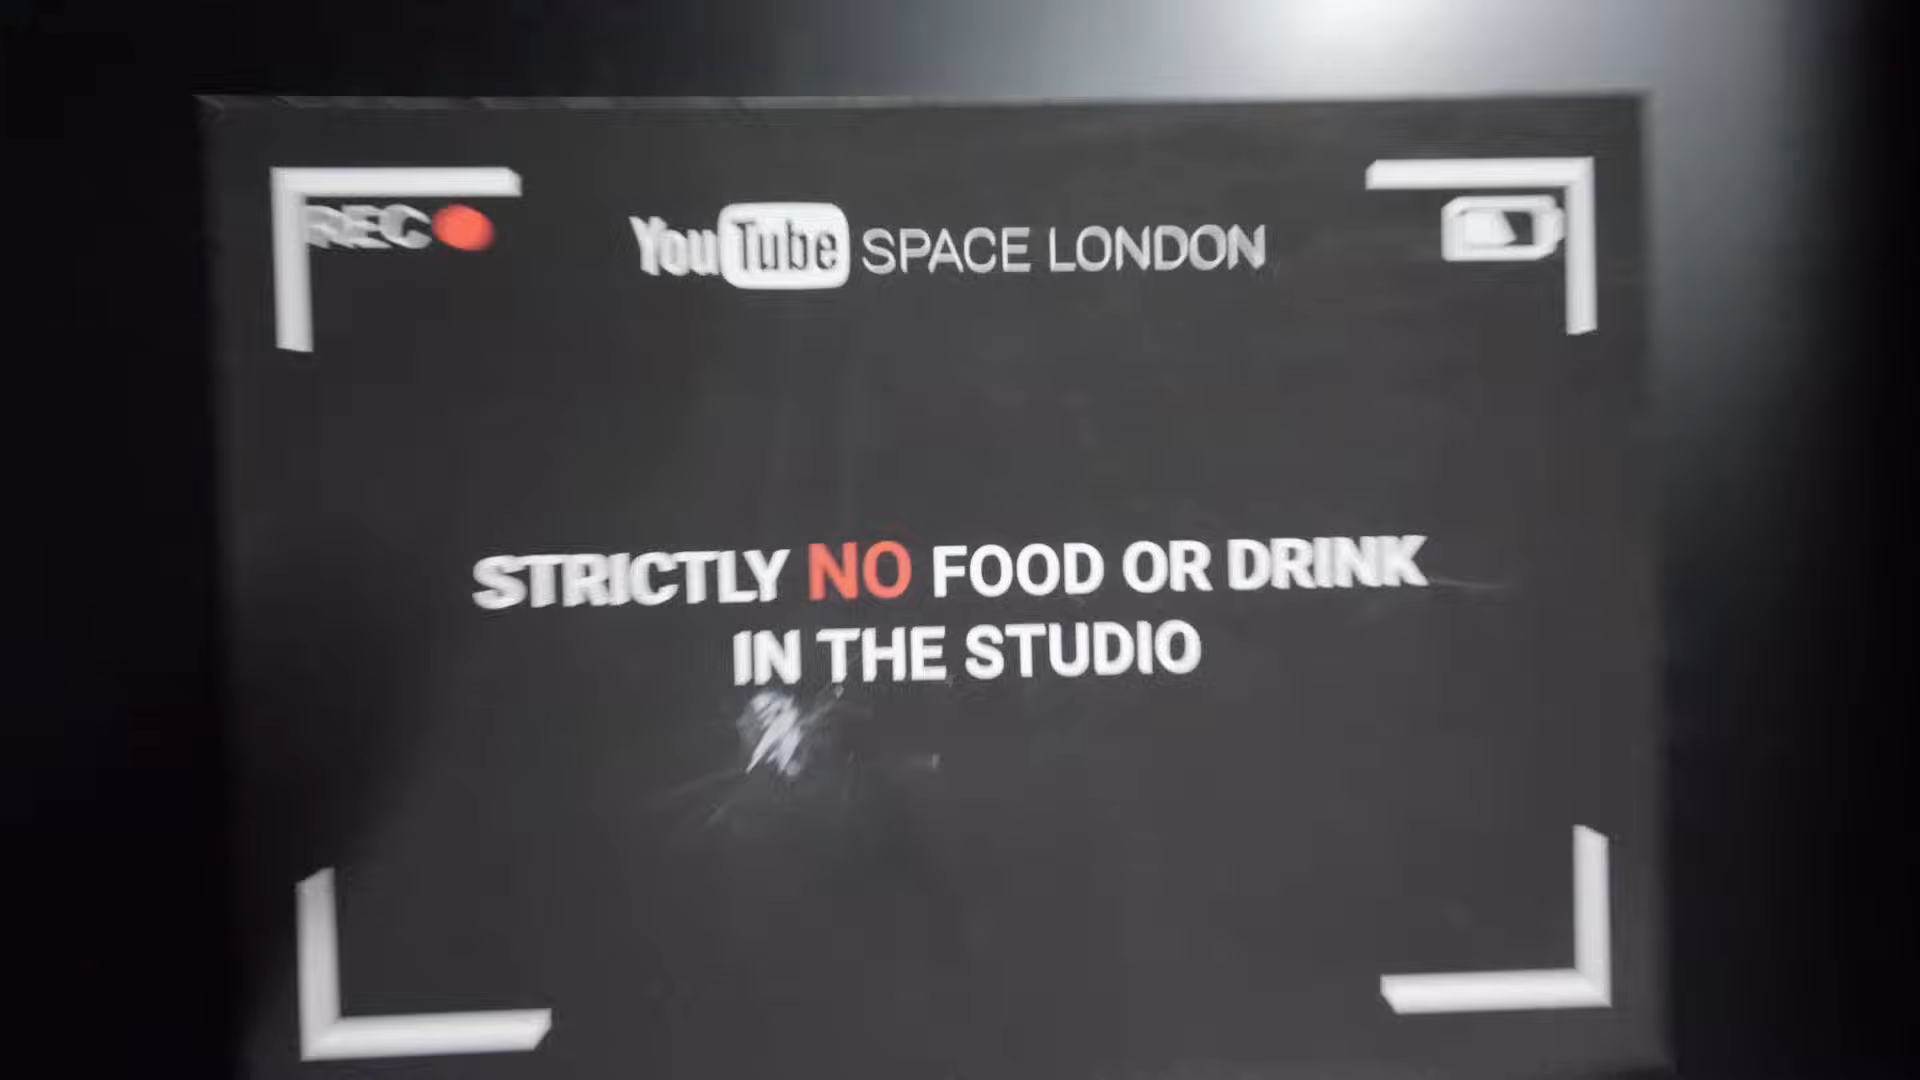 REC
YouTube SPACE LONDON
STRICTLY NO FOOD OR DRINK
IN THE STUDIO